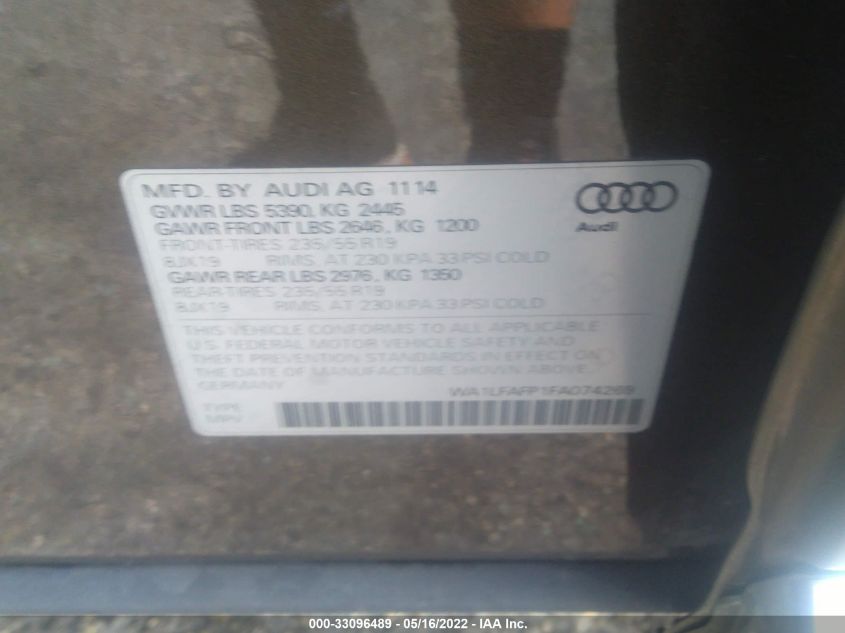 MFD. BY AUDI AG 1114
GVWR LBS 5390, KG 2445
GAWR FRONT LBS 2646, KG 1200
FRONT-TIRES 235/55 R19
8JX19 RIMS, AT 230 KPA 33 PSI COLD
GAWR REAR LBS 2976, KG 1350
REAR-TIRES 235/55 R19
8JX19 RIMS, AT 230 KPA 33 PSI COLD
Audi
THIS VEHICLE CONFORMS TO ALL APPLICABLE
U.S. FEDERAL MOTOR VEHICLE SAFETY AND
THEFT PREVENTION STANDARDS IN EFFECT ON
THE DATE OF MANUFACTURE SHOWN ABOVE.
GERMANY WA1LFAFP1FA074269
TYPE
MPV
000-33096489 - 05/16/2022 - IAA Inc.